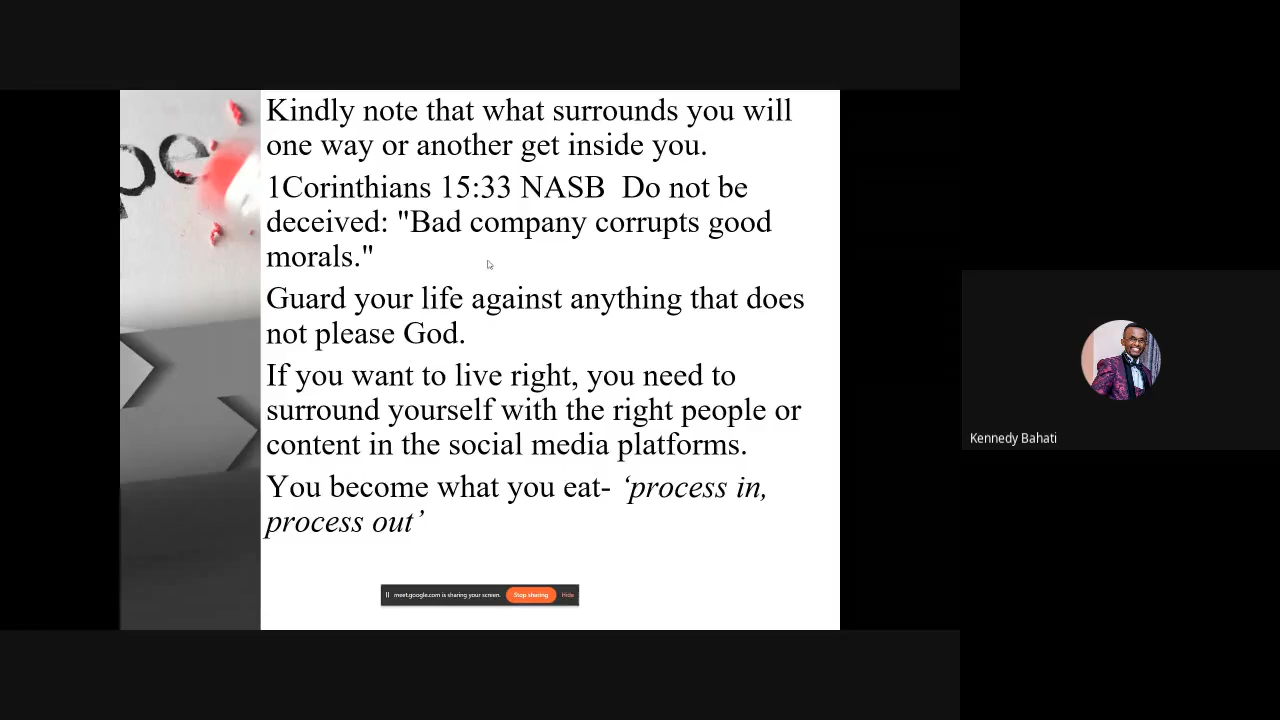 pe
Kindly note that what surrounds you will
one way or another get inside you.
1Corinthians 15:33 NASB  Do not be
deceived: "Bad company corrupts good
morals."
Guard your life against anything that does
not please God.
If you want to live right, you need to
surround yourself with the right people or
content in the social media platforms.
You become what you eat- ‘process in,
process out’
meet.google.com is sharing your screen. Stop sharing Hide
Kennedy Bahati